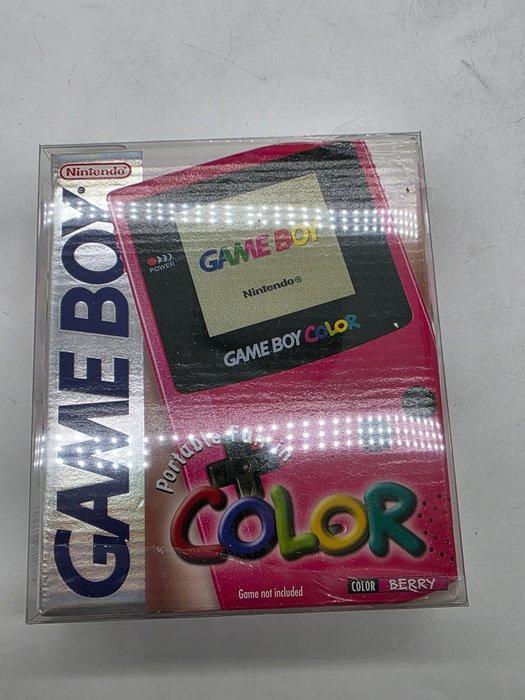 Nintendo®
GAME BOY
POWER
GAME BOY
Nintendo®
GAME BOY COLOR
Portable Fun in
COLOR
Game not included
COLOR BERRY